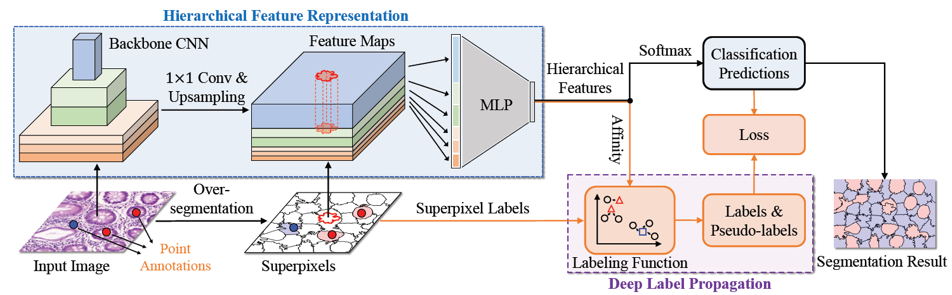 Hierarchical Feature Representation
Backbone CNN
Feature Maps
1×1 Conv &
Upsampling
MLP
Hierarchical
Features
Softmax
Classification
Predictions
Affinity
Loss
Over-
segmentation
Superpixel Labels
Labels &
Pseudo-labels
Point
Annotations
Input Image
Superpixels
Labeling Function
Segmentation Result
Deep Label Propagation